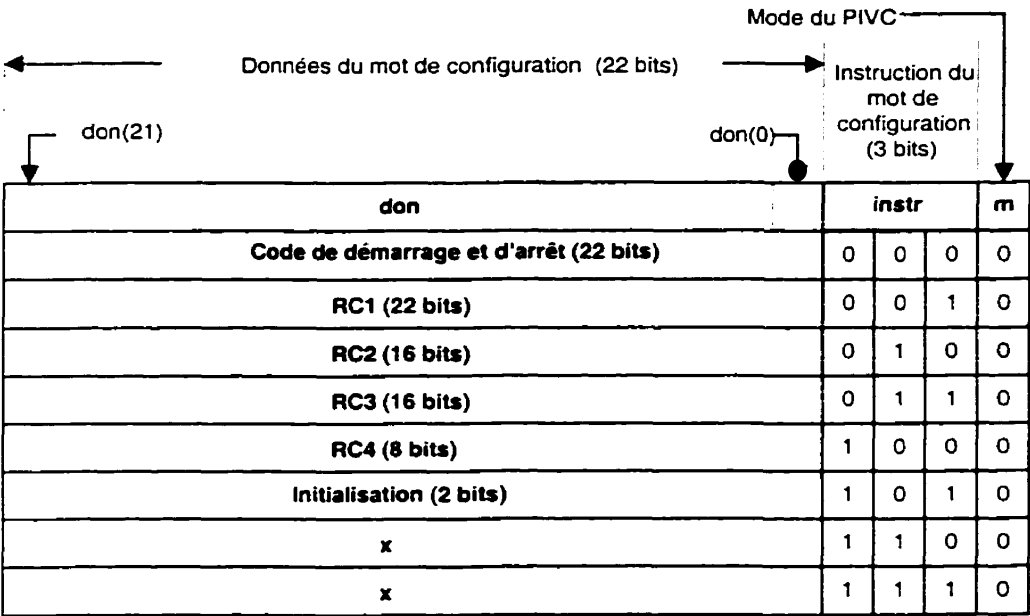 Mode du PIVC
Données du mot de configuration (22 bits)
Instruction du
mot de
configuration
(3 bits)
don(21)
don(0)
don instr m
Code de démarrage et d'arrêt (22 bits) 0 0 0 0
RC1 (22 bits) 0 0 1 0
RC2 (16 bits) 0 1 0 0
RC3 (16 bits) 0 1 1 0
RC4 (8 bits) 1 0 0 0
Initialisation (2 bits) 1 0 1 0
x 1 1 0 0
x 1 1 1 0